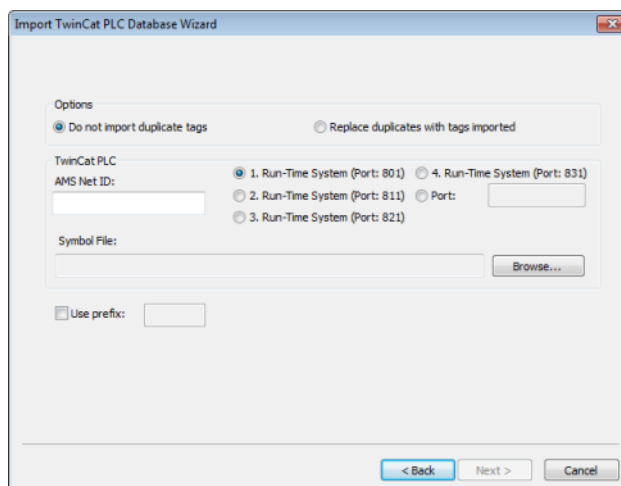 Import TwinCat PLC Database Wizard
Options
Do not import duplicate tags
Replace duplicates with tags imported
TwinCat PLC
AMS Net ID:
1. Run-Time System (Port: 801)
4. Run-Time System (Port: 831)
2. Run-Time System (Port: 811)
Port:
3. Run-Time System (Port: 821)
Symbol File:
Browse...
Use prefix:
< Back
Next >
Cancel